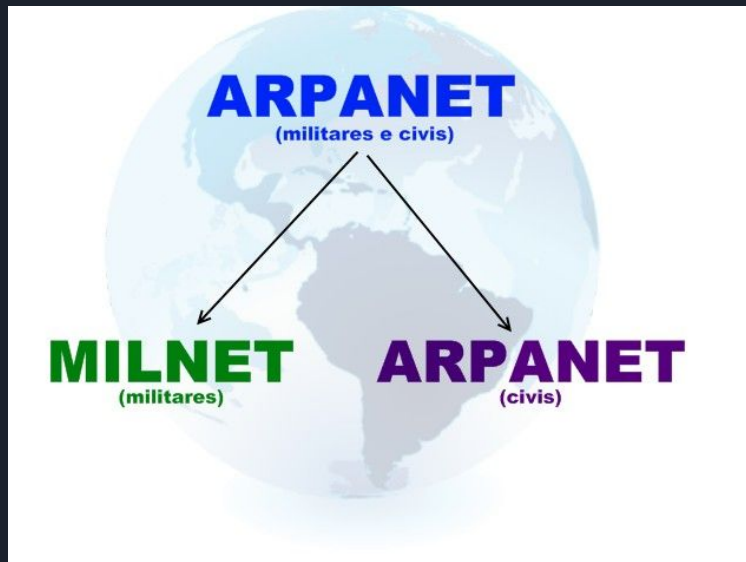 ARPANET
(militares e civis)
MILNET ARPANET
(militares) (civis)